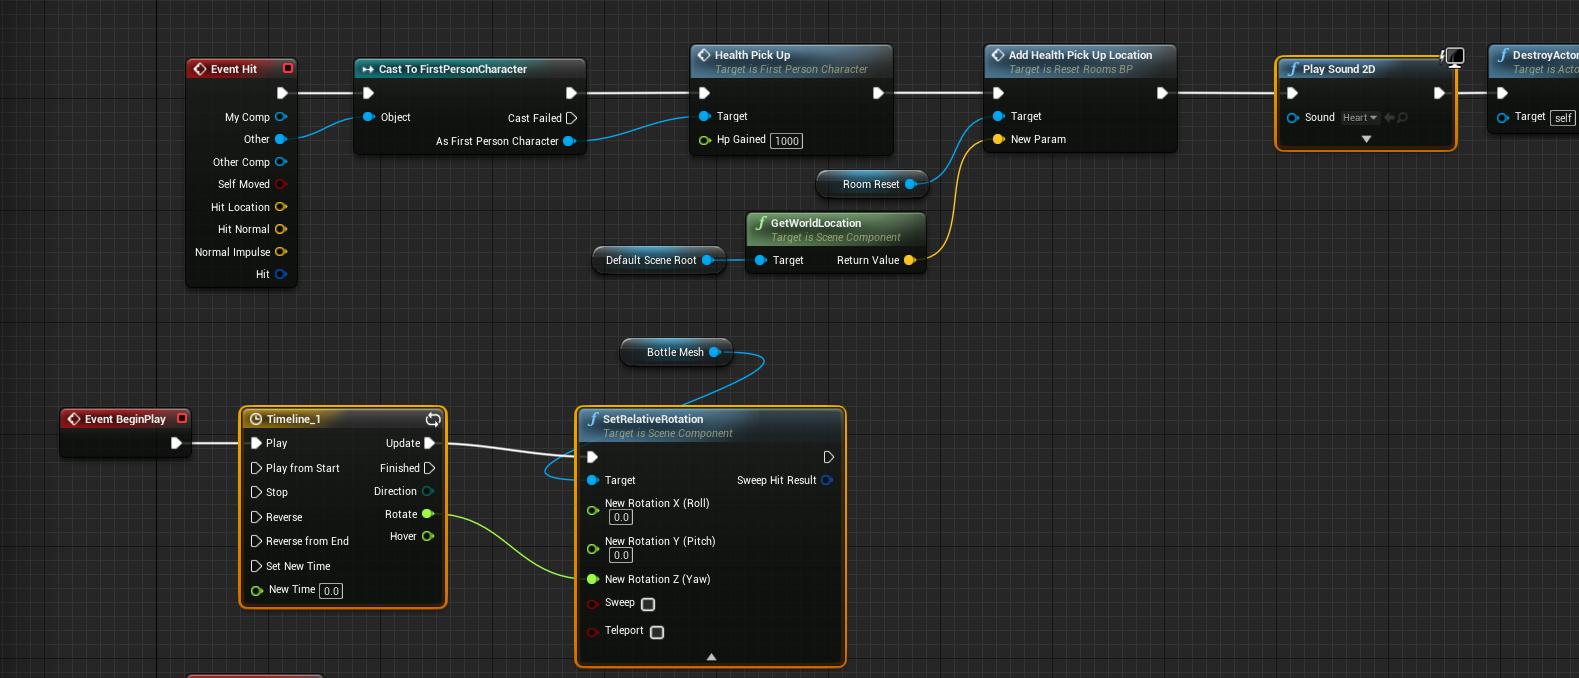 Event Hit
My Comp
Other
Other Comp
Self Moved
Hit Location
Hit Normal
Normal Impulse
Hit
Cast To FirstPersonCharacter
Object
Cast Failed
As First Person Character
Health Pick Up
Target is First Person Character
Target
Hp Gained 1000
Add Health Pick Up Location
Target is Reset Rooms BP
Target
New Param
Play Sound 2D
Sound Heart
DestroyActor
Target is Acto
Target self
Room Reset
GetWorldLocation
Target is Scene Component
Target Return Value
Default Scene Root
Bottle Mesh
Event BeginPlay
Timeline_1
Play Update
Play from Start Finished
Stop Direction
Reverse Rotate
Reverse from End Hover
Set New Time
New Time 0.0
SetRelativeRotation
Target is Scene Component
Target Sweep Hit Result
New Rotation X (Roll)
0.0
New Rotation Y (Pitch)
0.0
New Rotation Z (Yaw)
Sweep
Teleport